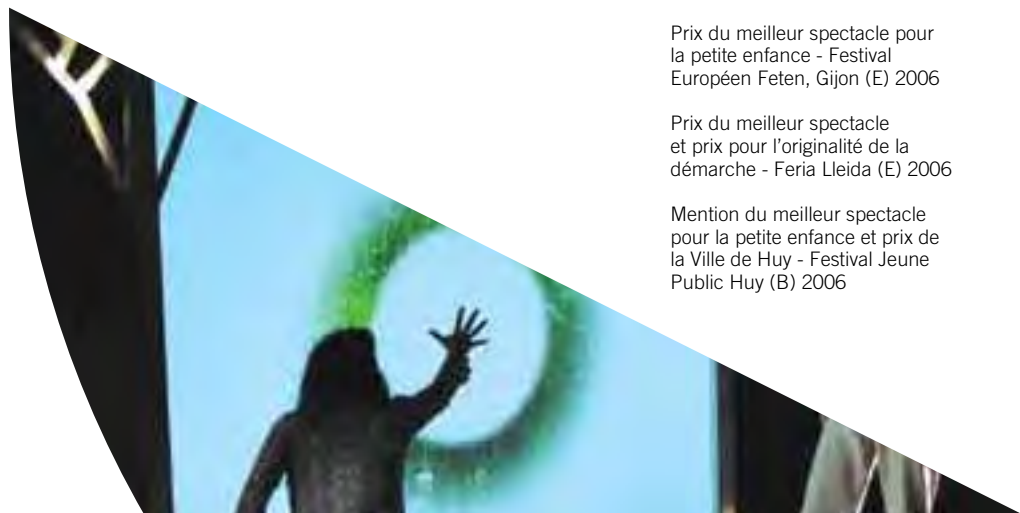 Prix du meilleur spectacle pour
la petite enfance - Festival
Européen Feten, Gijon (E) 2006
Prix du meilleur spectacle
et prix pour l'originalité de la
démarche - Feria Lleida (E) 2006
Mention du meilleur spectacle
pour la petite enfance et prix de
la Ville de Huy - Festival Jeune
Public Huy (B) 2006